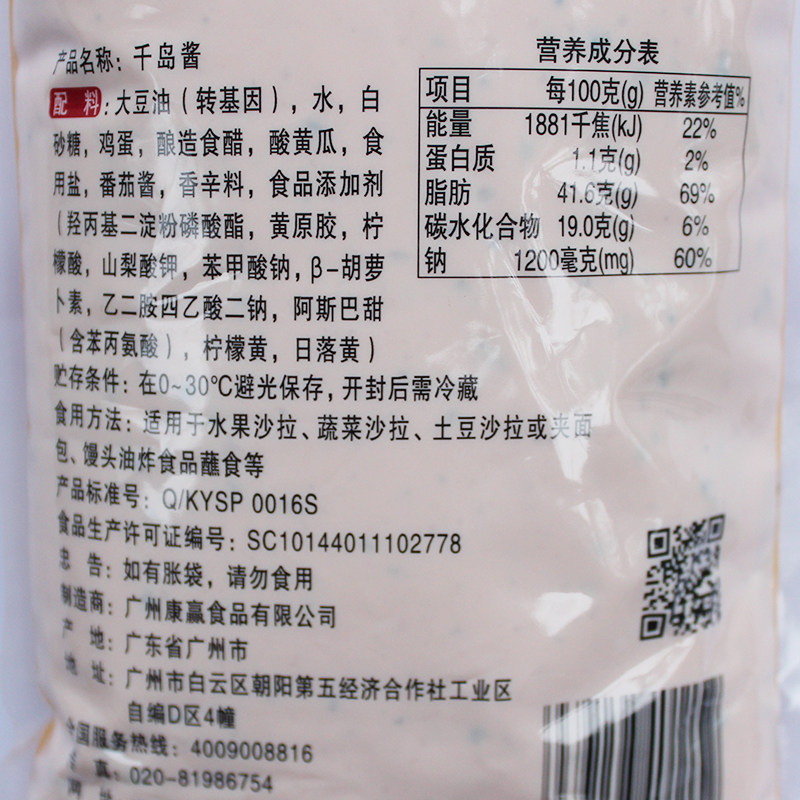 产品名称：千岛酱
配 料：大豆油（转基因），水，白
砂糖，鸡蛋，酿造食醋，酸黄瓜，食
用盐，番茄酱，香辛料，食品添加剂
（羟丙基二淀粉磷酸酯，黄原胶，柠
檬酸，山梨酸钾，苯甲酸钠，β-胡萝
卜素，乙二胺四乙酸二钠，阿斯巴甜
（含苯丙氨酸），柠檬黄，日落黄）
贮存条件：在0~30℃避光保存，开封后需冷藏
食用方法：适用于水果沙拉、蔬菜沙拉、土豆沙拉或夹面
包、馒头油炸食品蘸食等
产品标准号：Q/KYSP 0016S
食品生产许可证编号：SC10144011102778
忠 告：如有胀袋，请勿食用
制造商：广州康赢食品有限公司
产 地：广东省广州市
地 址：广州市白云区朝阳第五经济合作社工业区
自编D区4幢
全国服务热线：4009008816
真：020-81986754
营养成分表
项目 每100克(g) 营养素参考值%
能量 1881千焦(kJ) 22%
蛋白质 1.1克(g) 2%
脂肪 41.6克(g) 69%
碳水化合物 19.0克(g) 6%
钠 1200毫克(mg) 60%